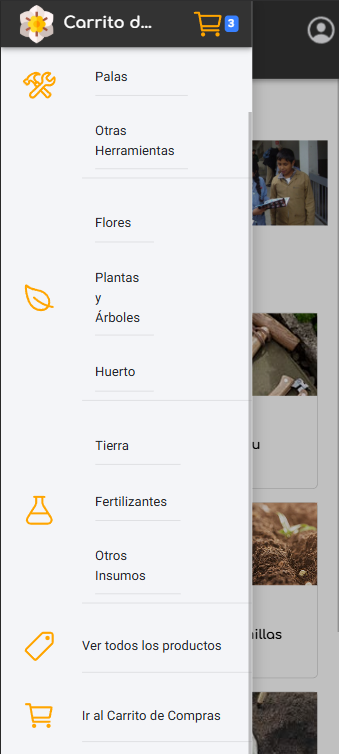 Carrito d...
3
Palas
Otras
Herramientas
Flores
Plantas
y
Árboles
Huerto
Tierra
Fertilizantes
Otros
Insumos
Ver todos los productos
Ir al Carrito de Compras
u
illas